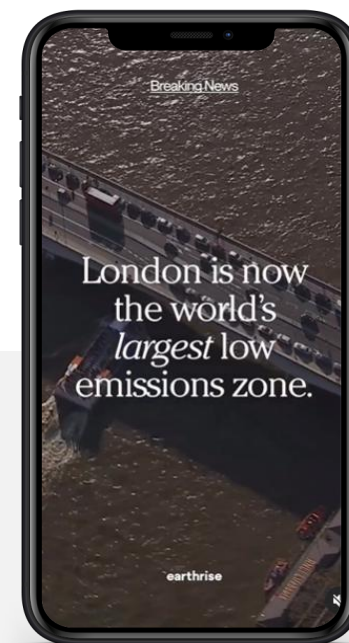 Breaking News
London is now
the world's
largest low
emissions zone.
earthrise